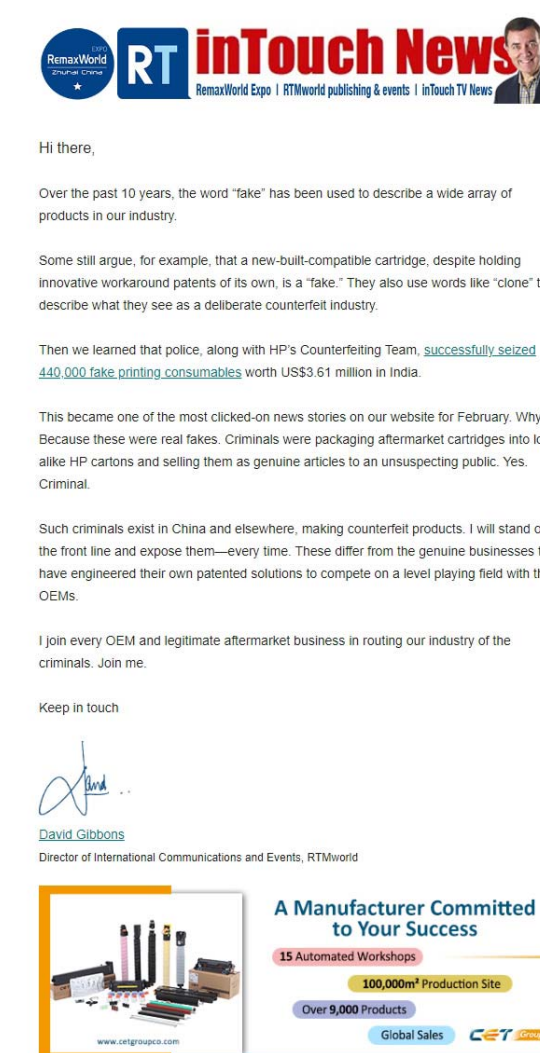 EXPO
RemaxWorld
Zhuhai China
RT
inTouch News
RemaxWorld Expo | RTMworld publishing & events | inTouch TV News
Hi there,
Over the past 10 years, the word “fake” has been used to describe a wide array of
products in our industry.
Some still argue, for example, that a new-built-compatible cartridge, despite holding
innovative workaround patents of its own, is a “fake.” They also use words like “clone” t
describe what they see as a deliberate counterfeit industry.
Then we learned that police, along with HP’s Counterfeiting Team, successfully seized
440,000 fake printing consumables worth US$3.61 million in India.
This became one of the most clicked-on news stories on our website for February. Why
Because these were real fakes. Criminals were packaging aftermarket cartridges into lo
alike HP cartons and selling them as genuine articles to an unsuspecting public. Yes.
Criminal.
Such criminals exist in China and elsewhere, making counterfeit products. I will stand o
the front line and expose them—every time. These differ from the genuine businesses t
have engineered their own patented solutions to compete on a level playing field with th
OEMs.
I join every OEM and legitimate aftermarket business in routing our industry of the
criminals. Join me.
Keep in touch
David Gibbons
Director of International Communications and Events, RTMworld
A Manufacturer Committed
to Your Success
15 Automated Workshops
100,000m² Production Site
Over 9,000 Products
Global Sales
CET Group
www.cetgroupco.com